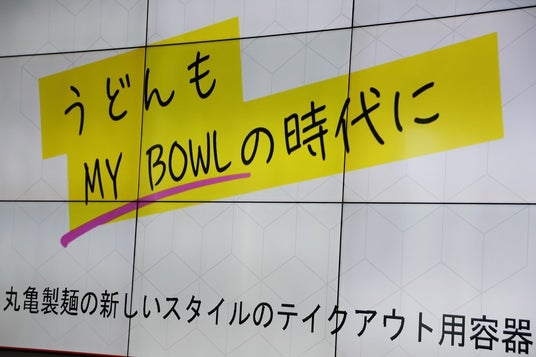 うどんも
MY BOWLの時代に
丸亀製麺の新しいスタイルのテイクアウト用容器